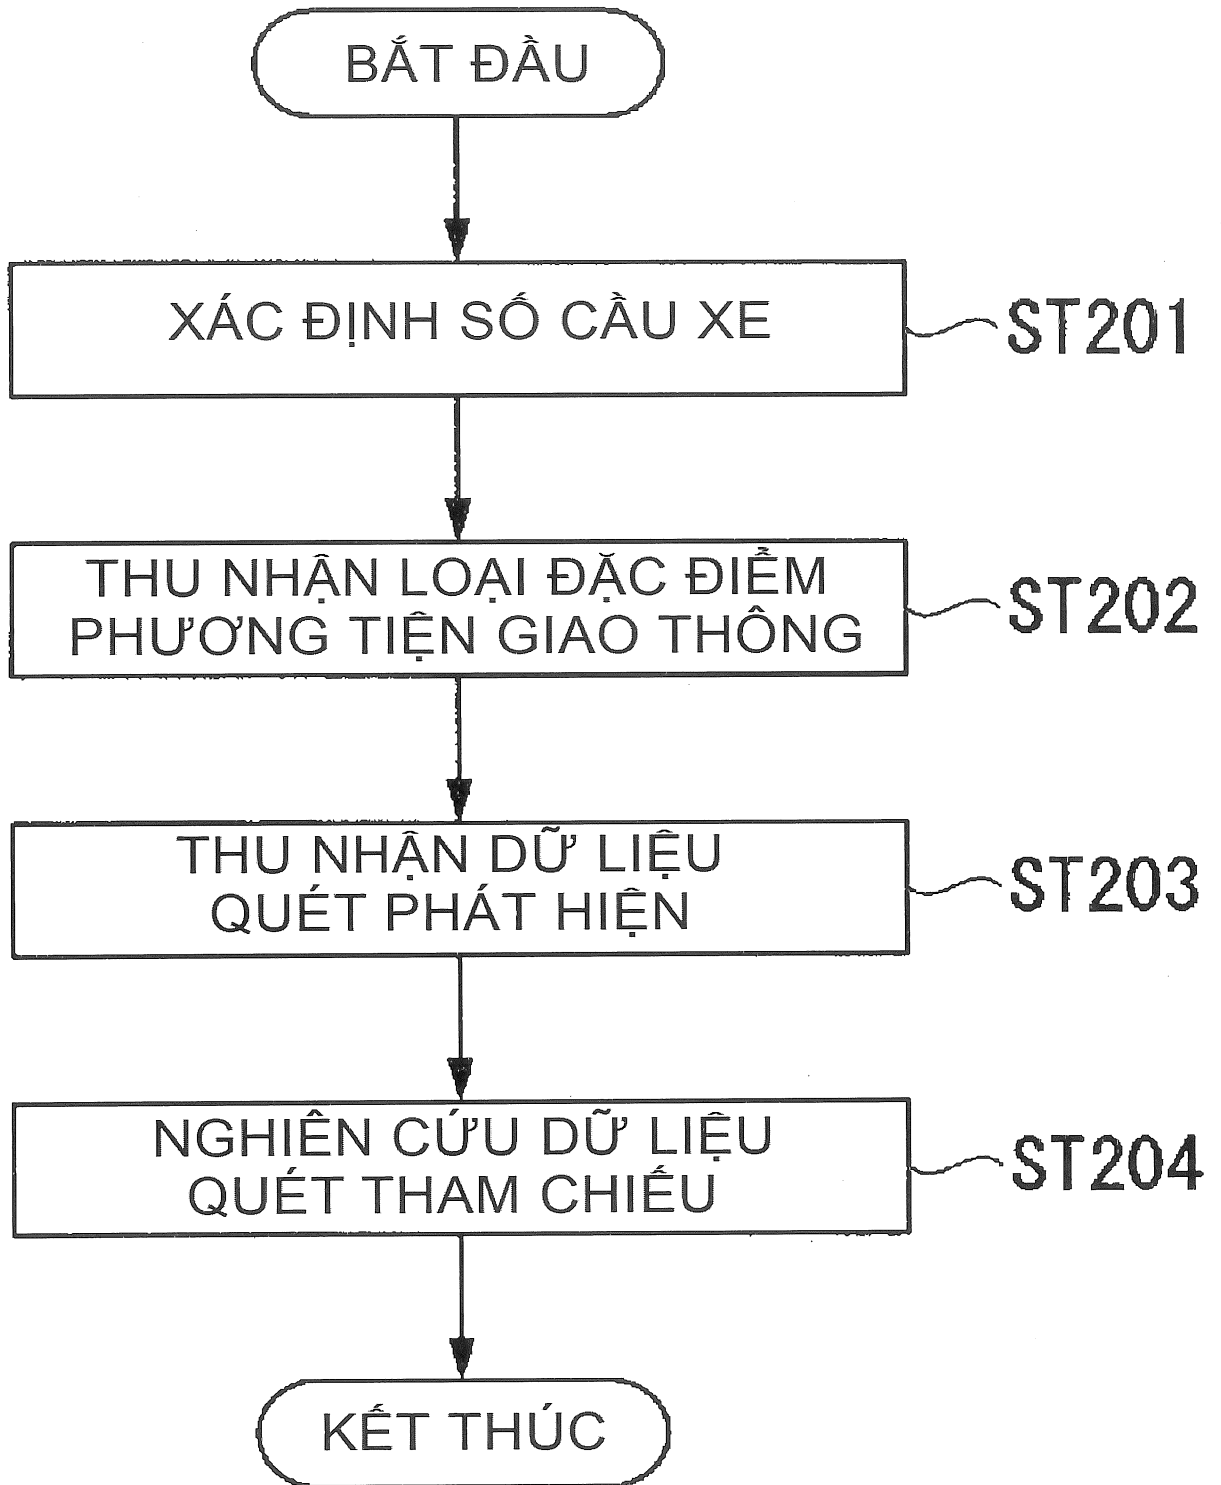 BẮT ĐẦU
XÁC ĐỊNH SỐ CẦU XE
ST201
THU NHẬN LOẠI ĐẶC ĐIỂM
PHƯƠNG TIỆN GIAO THÔNG
ST202
THU NHẬN DỮ LIỆU
QUÉT PHÁT HIỆN
ST203
NGHIÊN CỨU DỮ LIỆU
QUÉT THAM CHIẾU
ST204
KẾT THÚC